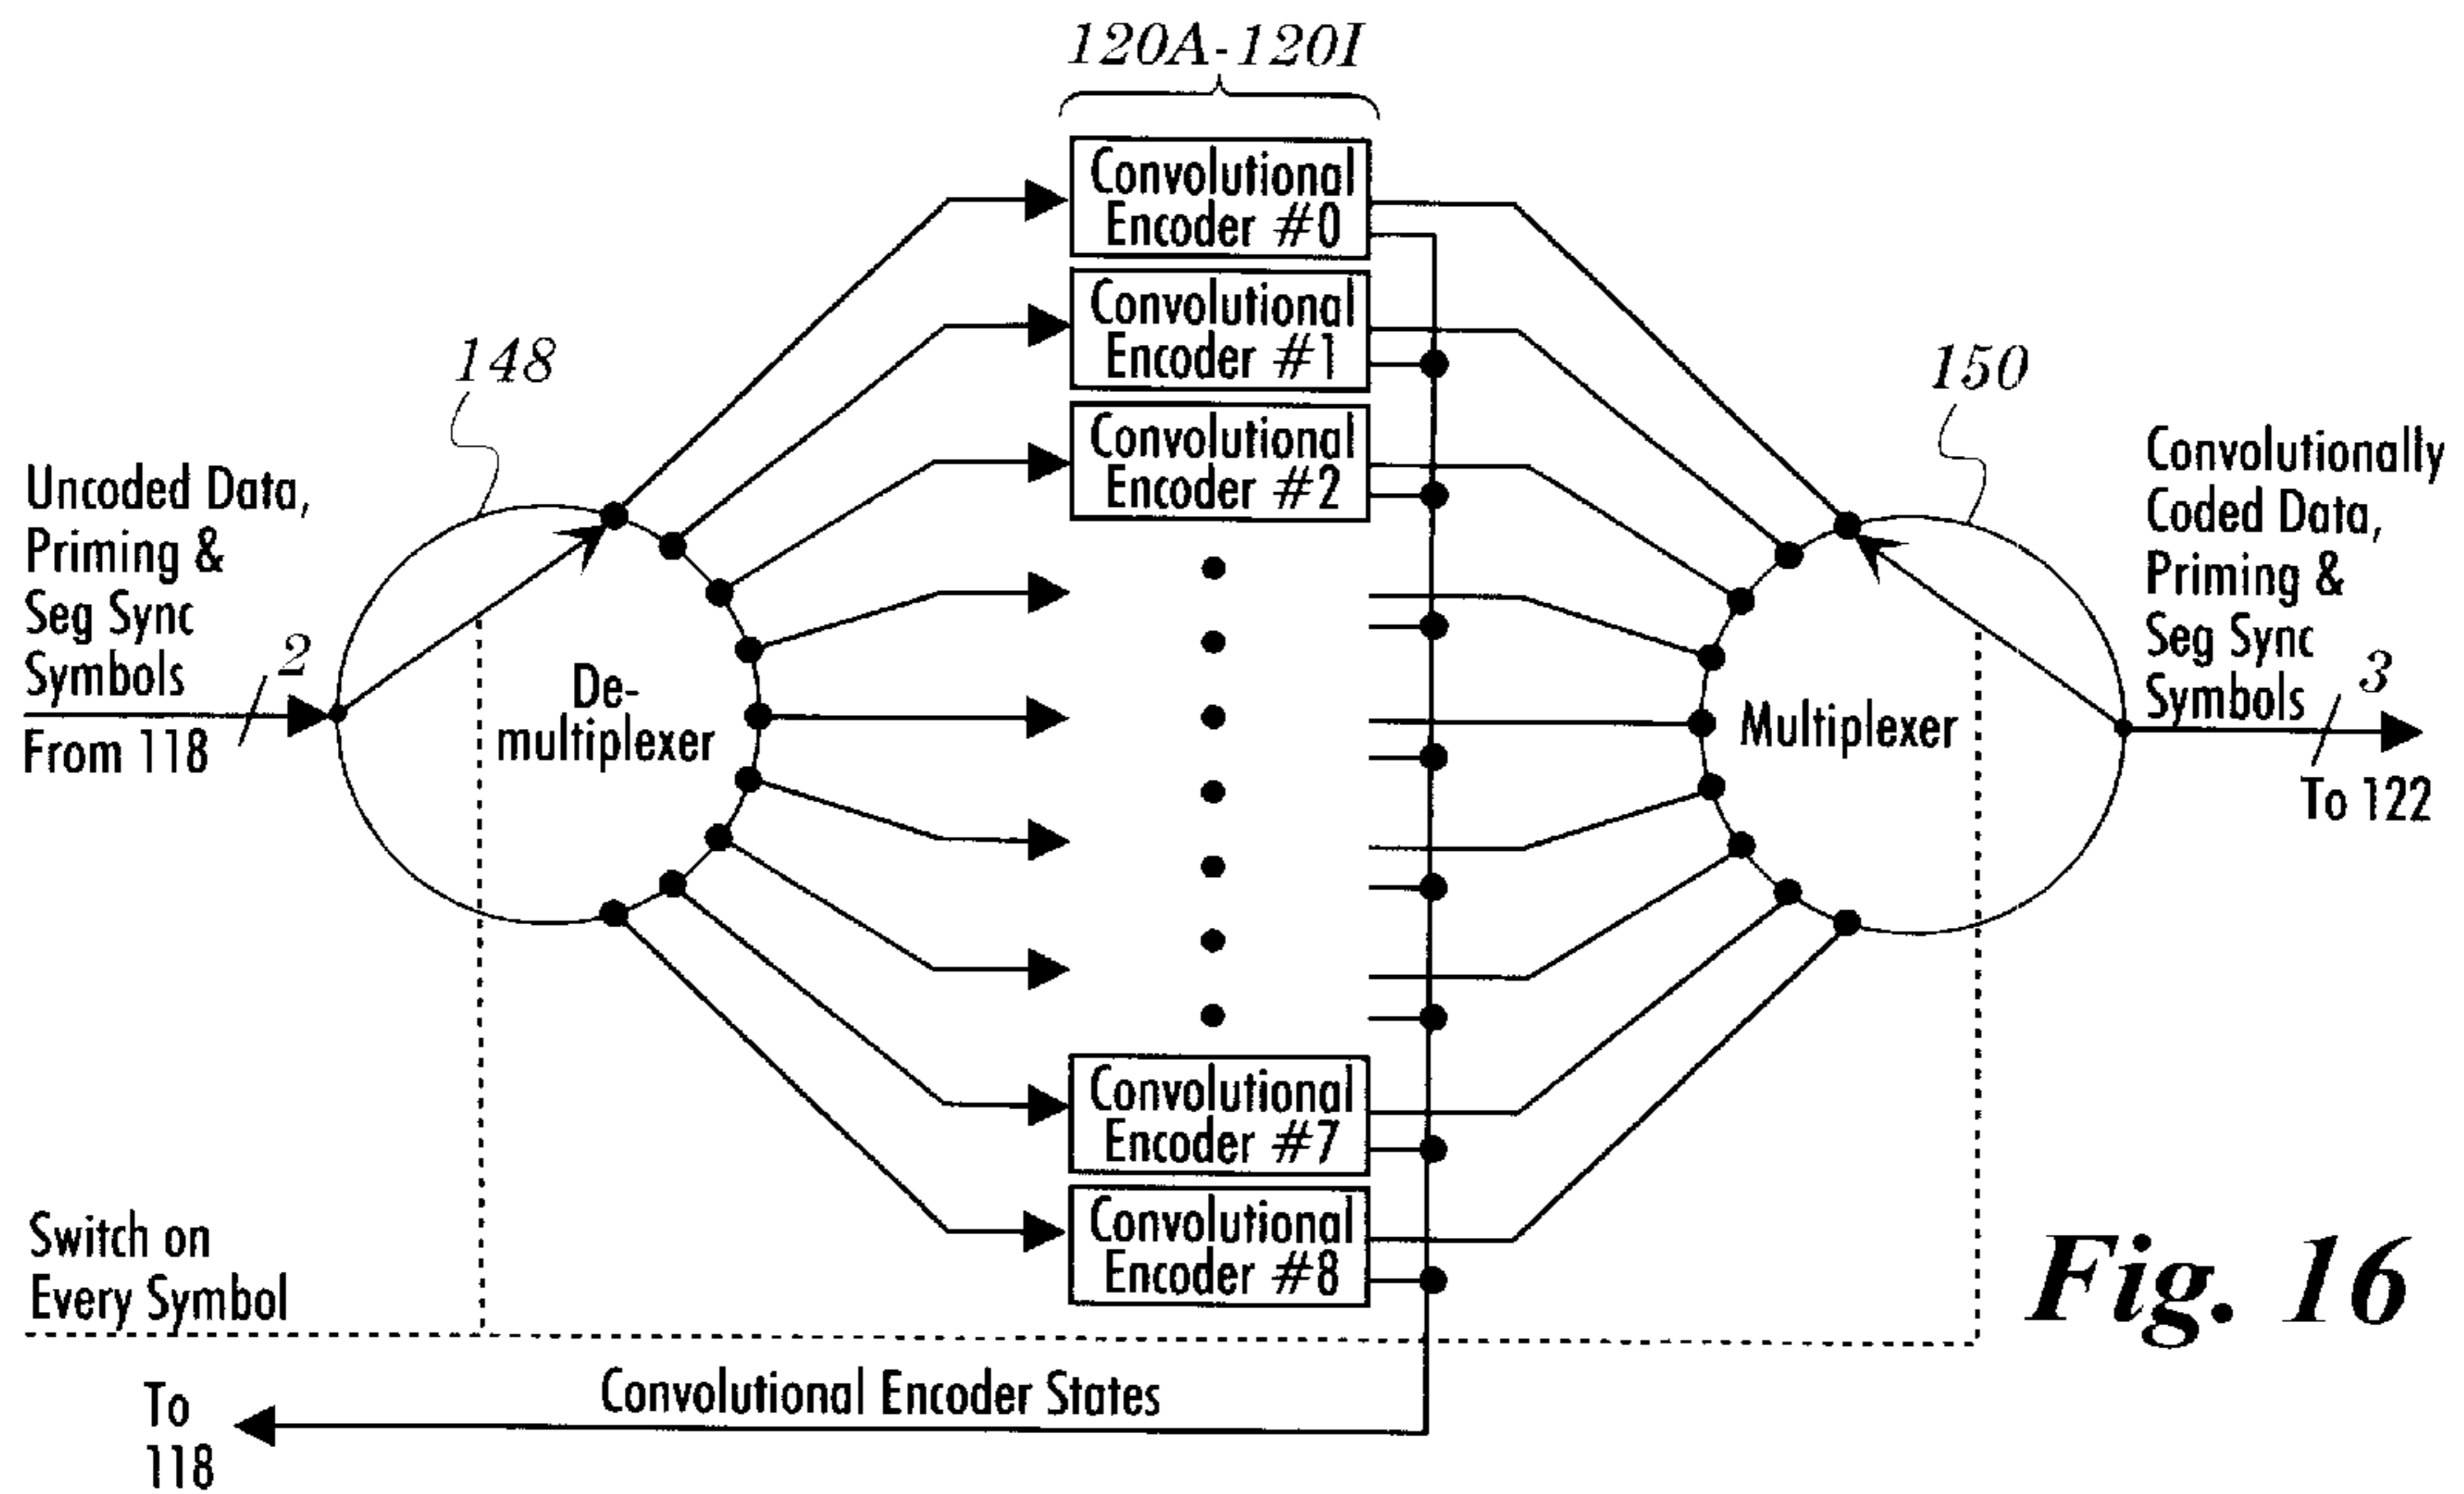 120A-120I
Convolutional
Encoder #0
Convolutional
Encoder #1
Convolutional
Encoder #2
148
150
Uncoded Data,
Priming &
Seg Sync
Symbols
2
From 118
De-
multiplexer
Multiplexer
Convolutionally
Coded Data,
Priming &
Seg Sync
Symbols
3
To 122
Convolutional
Encoder #7
Convolutional
Encoder #8
Switch on
Every Symbol
Fig. 16
Convolutional Encoder States
To
118